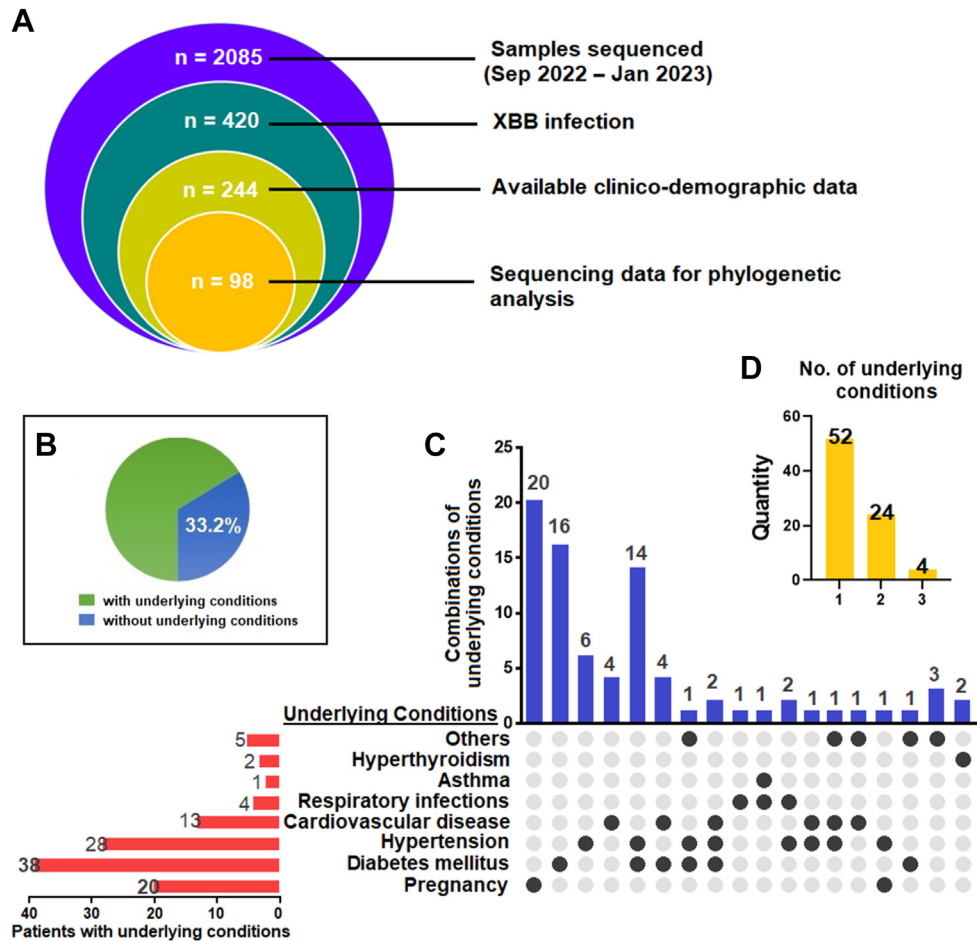 A
n = 2085
Samples sequenced
(Sep 2022 – Jan 2023)
n = 420
XBB infection
n = 244
Available clinico-demographic data
n = 98
Sequencing data for phylogenetic
analysis
B
33.2%
with underlying conditions
without underlying conditions
C
Combinations of
underlying conditions
25
20
15
10
5
0
20
16
6
4
14
4
1
2
1
1
2
1
1
1
1
1
3
2
D
No. of underlying
conditions
Quantity
60
40
20
0
52
24
4
1
2
3
Underlying Conditions
5
Others
2
Hyperthyroidism
1
Asthma
4
Respiratory infections
13
Cardiovascular disease
28
Hypertension
38
Diabetes mellitus
20
Pregnancy
40
30
20
10
0
Patients with underlying conditions